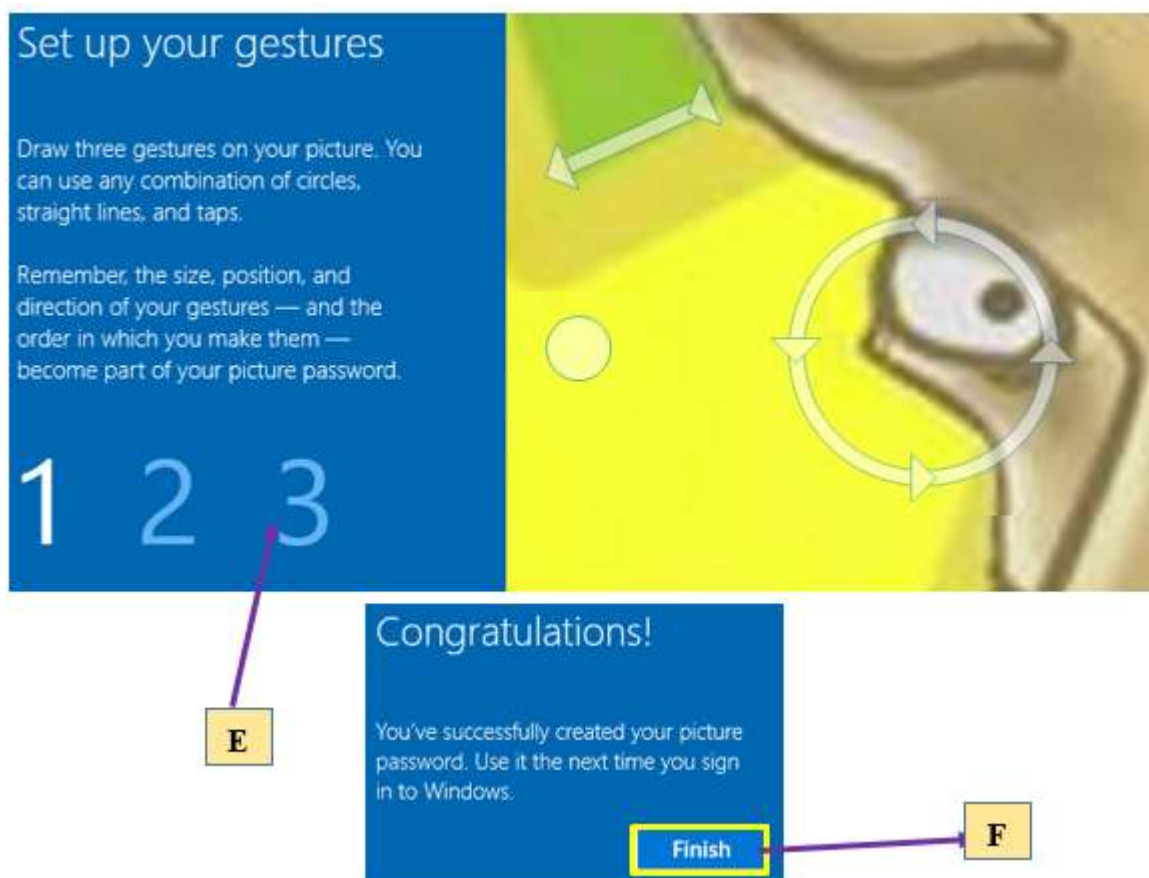 Set up your gestures
Draw three gestures on your picture. You
can use any combination of circles,
straight lines, and taps.
Remember, the size, position, and
direction of your gestures — and the
order in which you make them —
become part of your picture password.
1 2 3
E
Congratulations!
You've successfully created your picture
password. Use it the next time you sign
in to Windows.
Finish
F